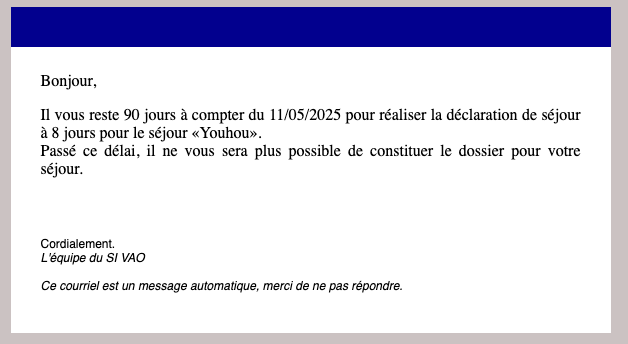 Bonjour,
Il vous reste 90 jours à compter du 11/05/2025 pour réaliser la déclaration de séjour
à 8 jours pour le séjour «Youhou».
Passé ce délai, il ne vous sera plus possible de constituer le dossier pour votre
séjour.
Cordialement.
L'équipe du SI VAO
Ce courriel est un message automatique, merci de ne pas répondre.